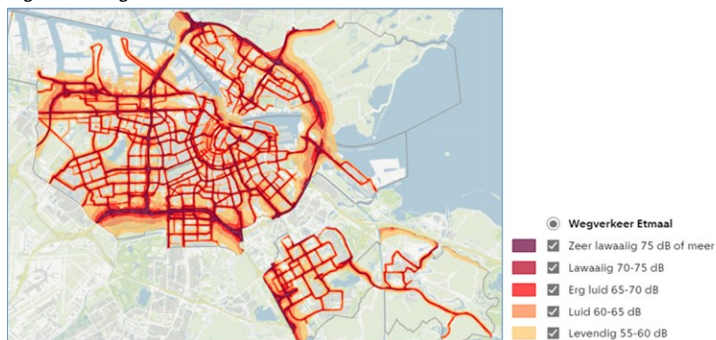 Wegverkeer Etmaal
Zeer lawaaiig 75 dB of meer
Lawaaiig 70-75 dB
Erg luid 65-70 dB
Luid 60-65 dB
Levendig 55-60 dB